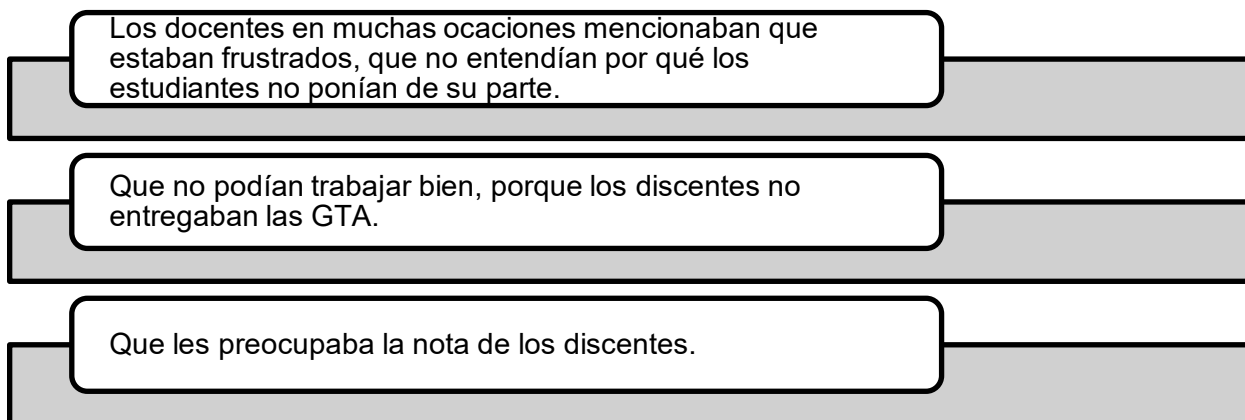 Los docentes en muchas ocaciones mencionaban que
estaban frustrados, que no entendían por qué los
estudiantes no ponían de su parte.
Que no podían trabajar bien, porque los discentes no
entregaban las GTA.
Que les preocupaba la nota de los discentes.